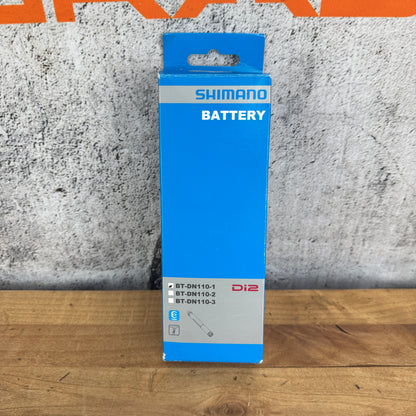 SHIMANO
BATTERY
BT-DN110-1
BT-DN110-2
BT-DN110-3
Di2